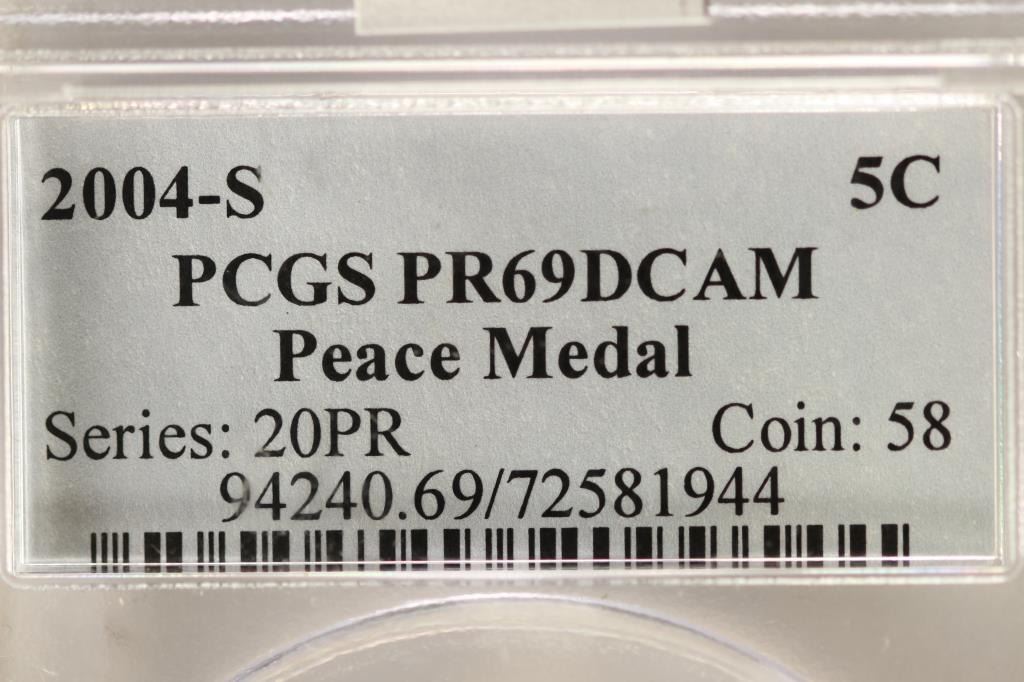 2004-S 5C
PCGS PR69DCAM
Peace Medal
Series: 20PR Coin: 58
94240.69/72581944